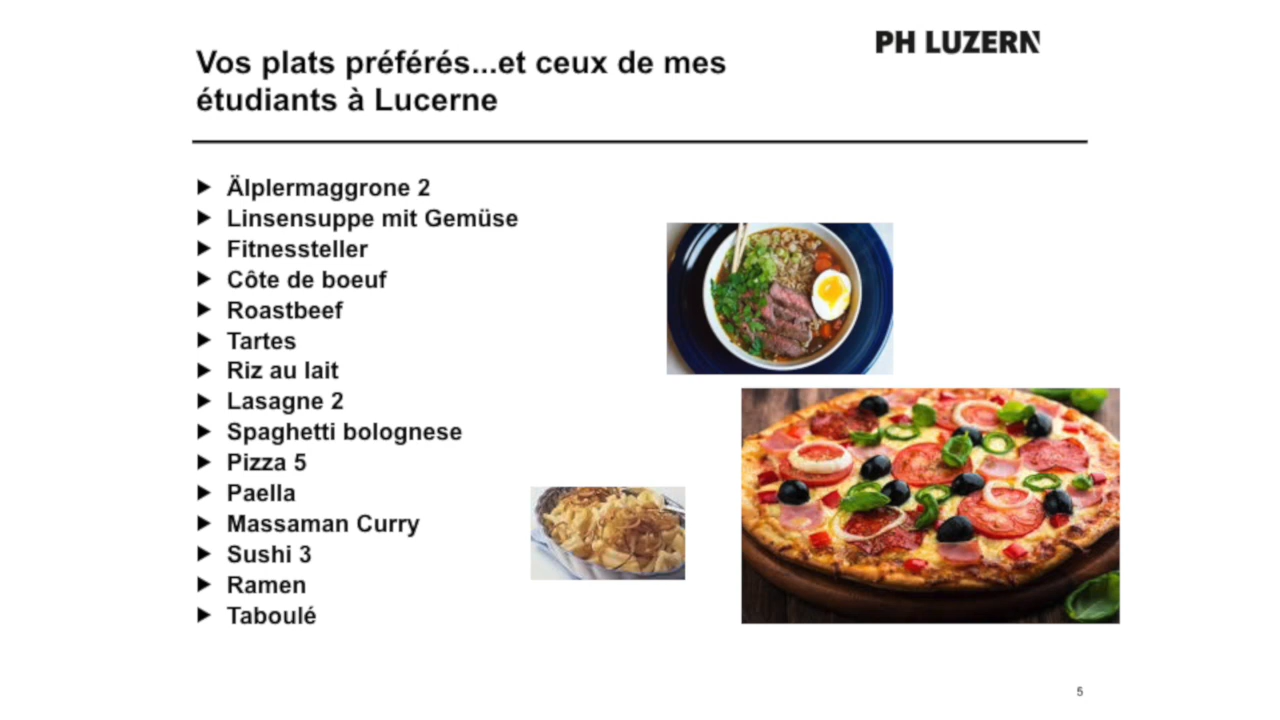 PH LUZERN
Vos plats préférés...et ceux de mes
étudiants à Lucerne
Älplermaggrone 2
Linsensuppe mit Gemüse
Fitnessteller
Côte de boeuf
Roastbeef
Tartes
Riz au lait
Lasagne 2
Spaghetti bolognese
Pizza 5
Paella
Massaman Curry
Sushi 3
Ramen
Taboulé
5